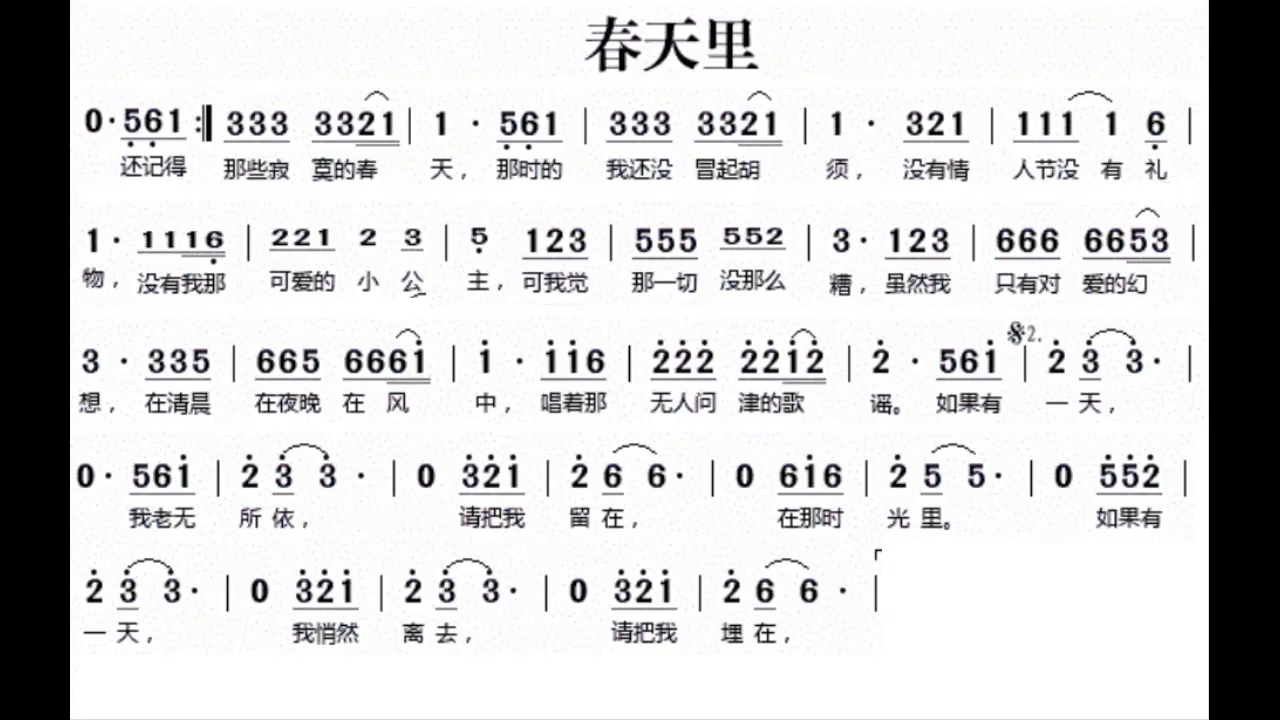 春天里
0·561 :‖ 333 3321 | 1 · 561 | 333 3321 | 1 · 321 | 111 1 6 |
还记得 那些寂 寞的春 天，那时的 我还没 冒起胡 须，没有情 人节没 有 礼
1· 1116 | 221 2 3 | 5 123 | 555 552 | 3· 123 | 666 6653 |
物，没有我那 可爱的 小 公 主，可我觉 那一切 没那么 糟，虽然我 只有对 爱的幻
3 · 335 | 665 6661 | 1 · 116 | 222 2212 | 2 · 561 | 2. 2 3 3· |
想，在清晨 在夜晚 在 风 中，唱着那 无人问 津的歌 谣。如果有 一 天，
0· 561 | 2 3 3 · | 0 321 | 2 6 6· | 0 616 | 2 5 5· | 0 552 |
我老无 所 依， 请把我 留 在， 在那时 光 里。 如果有
2 3 3· | 0 321 | 2 3 3· | 0 321 | 2 6 6 · |
一 天， 我悄然 离 去， 请把我 埋 在，